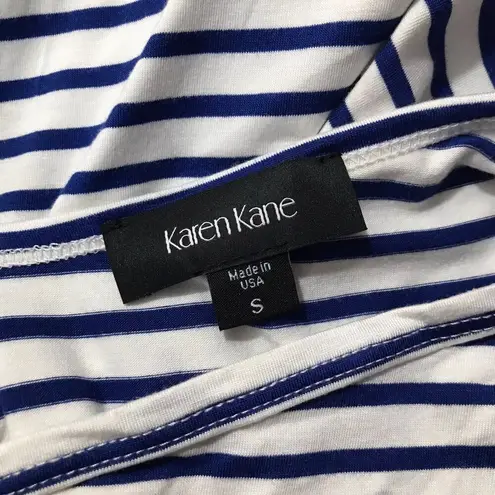 Karen Kane
Made in
USA
S